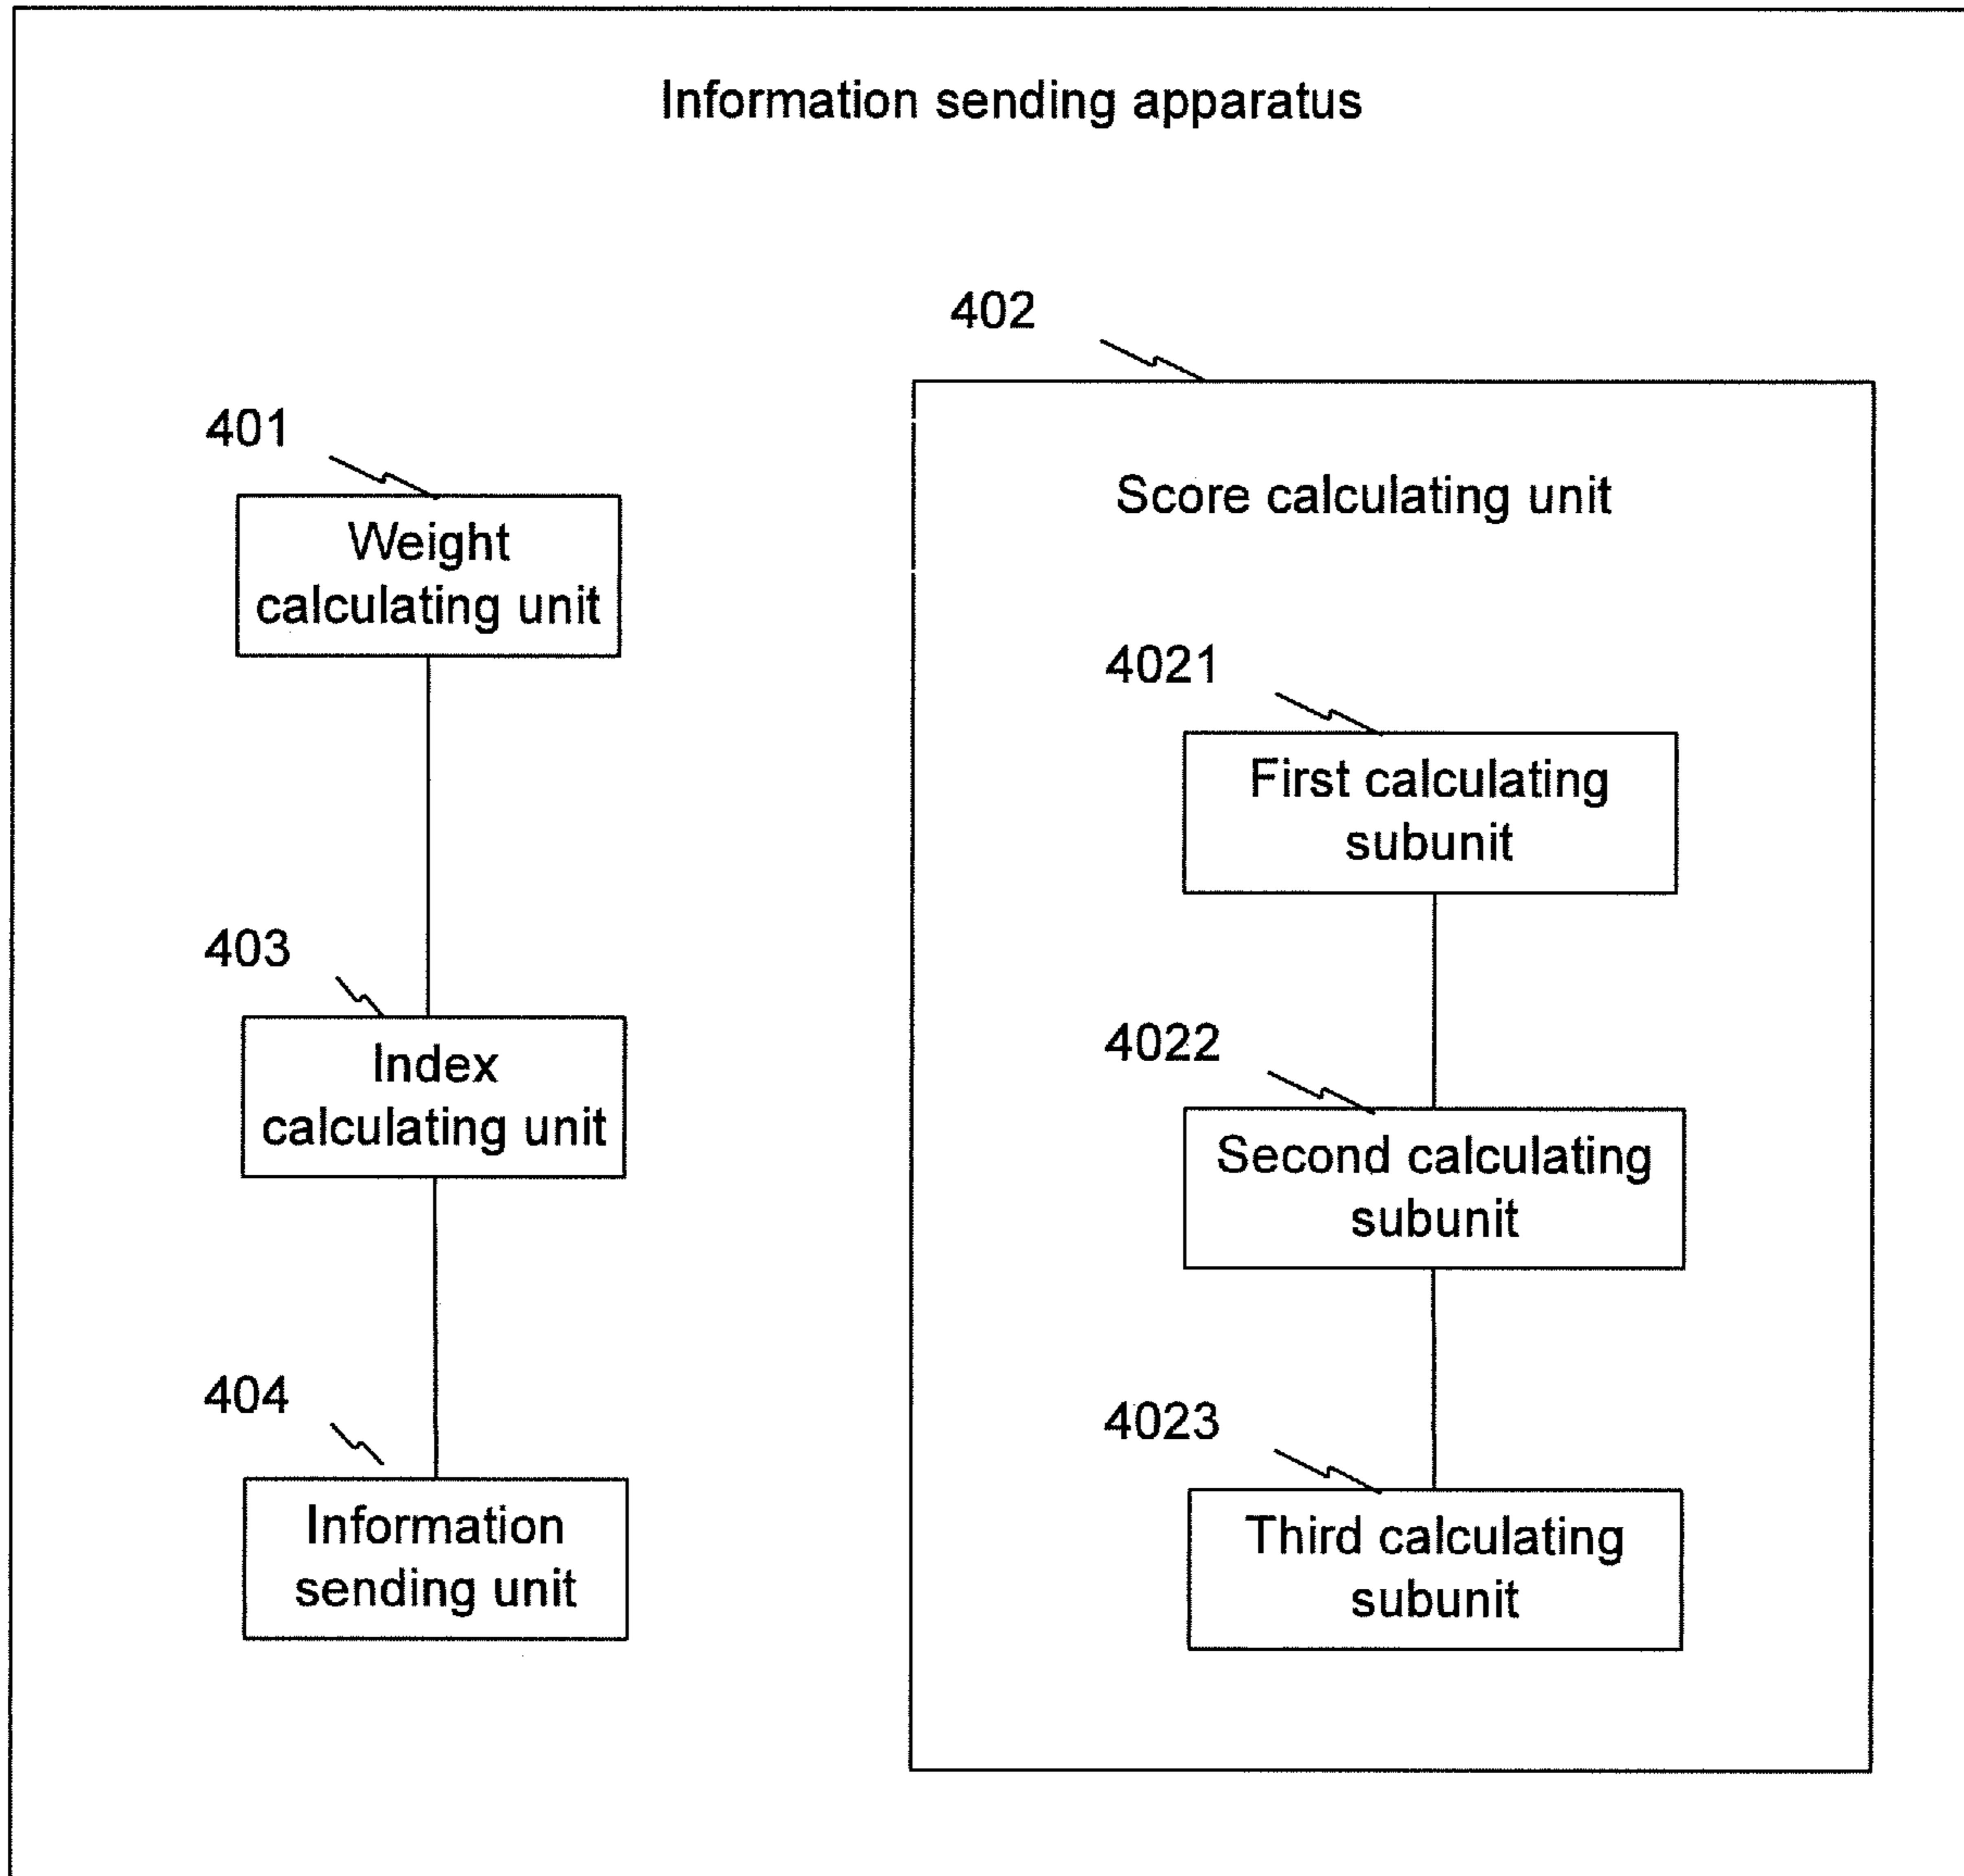 Information sending apparatus
401
Weight
calculating unit
403
Index
calculating unit
404
Information
sending unit
402
Score calculating unit
4021
First calculating
subunit
4022
Second calculating
subunit
4023
Third calculating
subunit